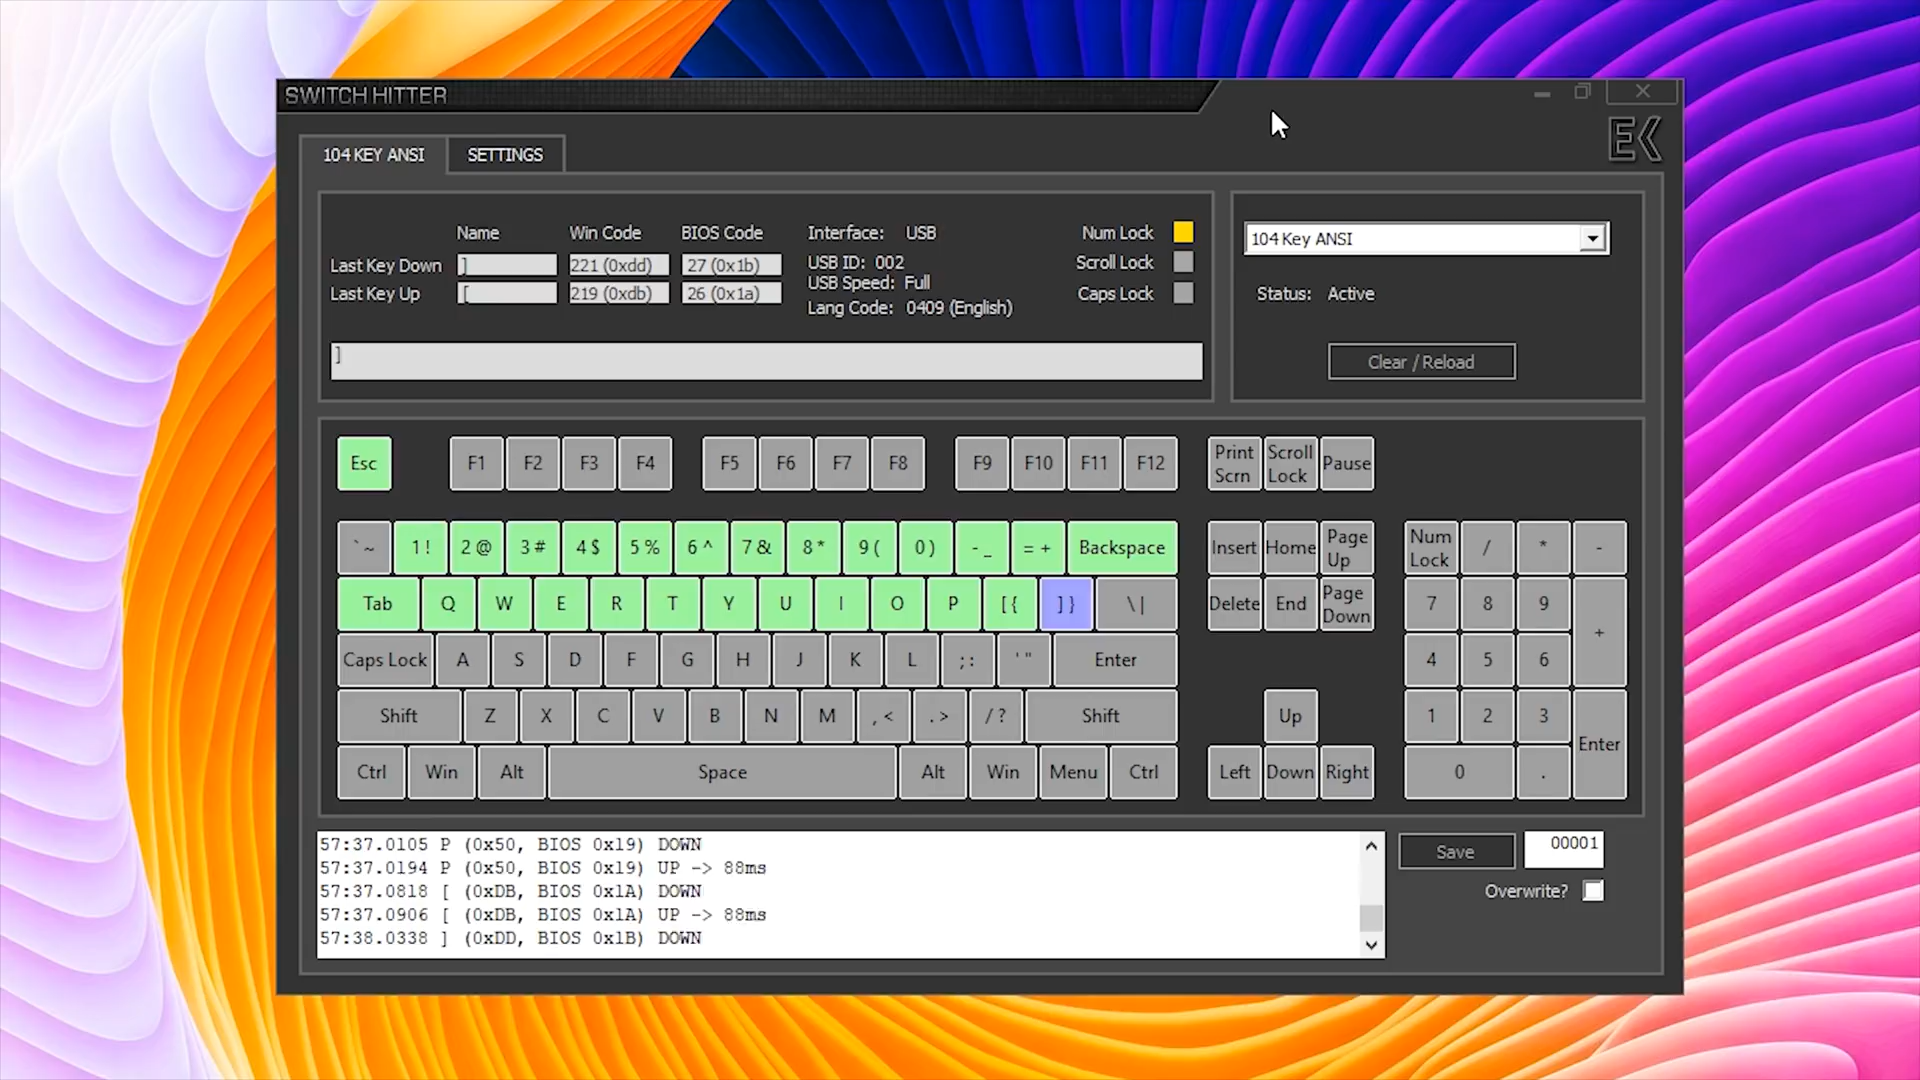 SWITCH HITTER
EK
104 KEY ANSI SETTINGS
Name Win Code BIOS Code Interface: USB Num Lock
Last Key Down ] 221 (0xdd) 27 (0x1b) USB ID: 002 Scroll Lock
USB Speed: Full
Last Key Up [ 219 (0xdb) 26 (0x1a) Lang Code: 0409 (English) Caps Lock
]
104 Key ANSI
Status: Active
Clear / Reload
Esc F1 F2 F3 F4 F5 F6 F7 F8 F9 F10 F11 F12 Print Scrn Scroll Lock Pause
` ~ 1 ! 2 @ 3 # 4 $ 5 % 6 ^ 7 & 8 * 9 ( 0 ) - _ = + Backspace Insert Home Page Up Num Lock / * -
Tab Q W E R T Y U I O P [ { ] } \ | Delete End Page Down 7 8 9 +
Caps Lock A S D F G H J K L ; : ' " Enter 4 5 6
Shift Z X C V B N M , < . > / ? Shift Up 1 2 3 Enter
Ctrl Win Alt Space Alt Win Menu Ctrl Left Down Right 0 .
57:37.0105 P (0x50, BIOS 0x19) DOWN
57:37.0194 P (0x50, BIOS 0x19) UP -> 88ms
57:37.0818 [ (0xDB, BIOS 0x1A) DOWN
57:37.0906 [ (0xDB, BIOS 0x1A) UP -> 88ms
57:38.0338 ] (0xDD, BIOS 0x1B) DOWN
Save 00001
Overwrite?